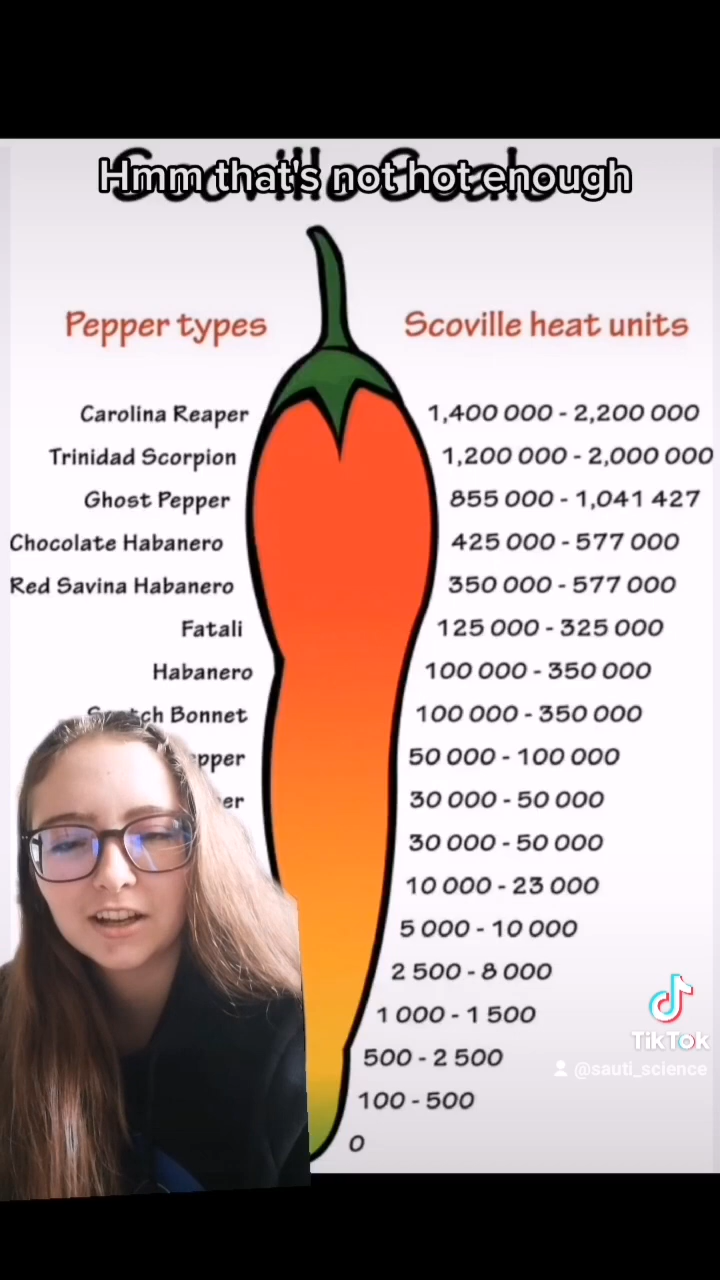 Hmm that's not hot enough
Pepper types Scoville heat units
Carolina Reaper 1,400 000 - 2,200 000
Trinidad Scorpion 1,200 000 - 2,000 000
Ghost Pepper 855 000 - 1,041 427
Chocolate Habanero 425 000 - 577 000
Red Savina Habanero 350 000 - 577 000
Fatali 125 000 - 325 000
Habanero 100 000 - 350 000
Bonnet 100 000 - 350 000
50 000 - 100 000
30 000 - 50 000
30 000 - 50 000
10 000 - 23 000
5 000 - 10 000
2 500 - 8 000
1 000 - 1 500
500 - 2 500
100 - 500
0
TikTok
@sauti_science